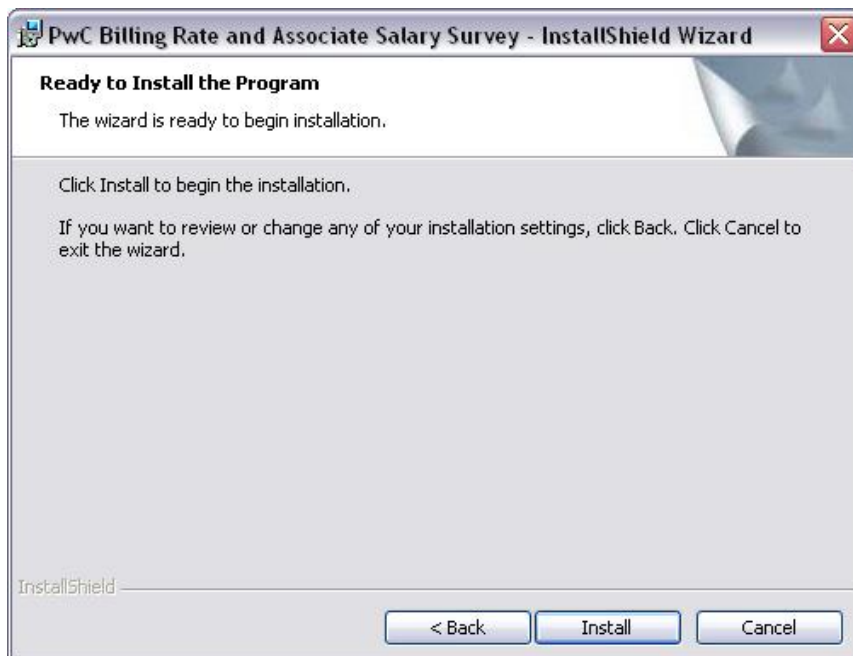 PwC Billing Rate and Associate Salary Survey - InstallShield Wizard
Ready to Install the Program
The wizard is ready to begin installation.
Click Install to begin the installation.
If you want to review or change any of your installation settings, click Back. Click Cancel to
exit the wizard.
InstallShield
< Back Install Cancel